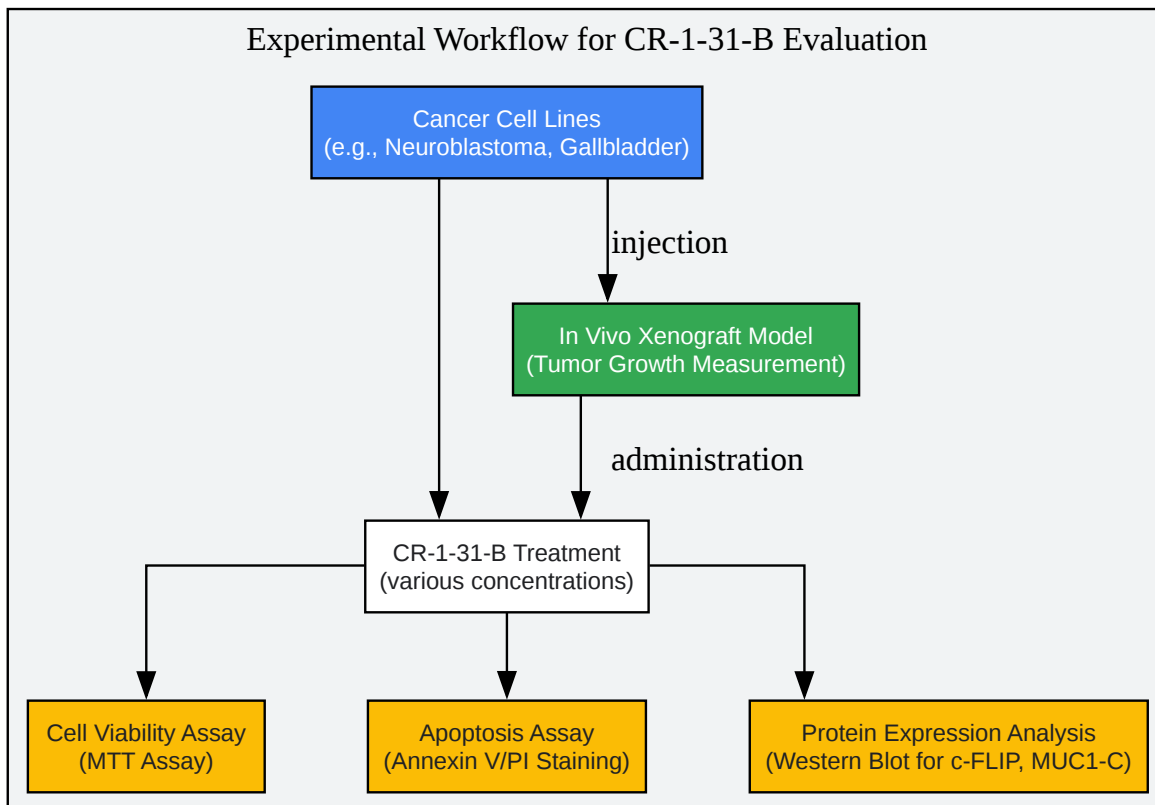 Experimental Workflow for CR-1-31-B Evaluation
Cancer Cell Lines
(e.g., Neuroblastoma, Gallbladder)
injection
In Vivo Xenograft Model
(Tumor Growth Measurement)
administration
CR-1-31-B Treatment
(various concentrations)
Cell Viability Assay
(MTT Assay)
Apoptosis Assay
(Annexin V/PI Staining)
Protein Expression Analysis
(Western Blot for c-FLIP, MUC1-C)